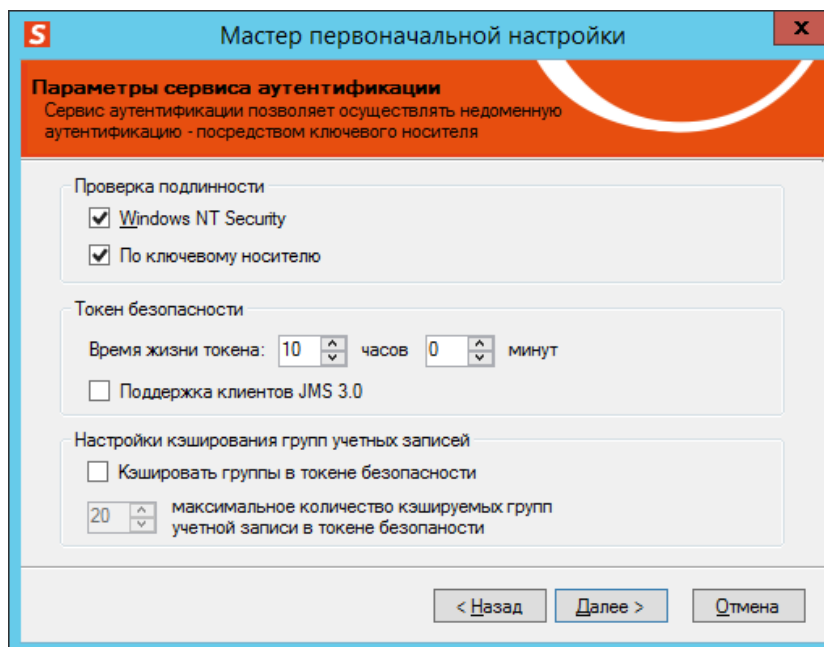 S
Мастер первоначальной настройки
x
Параметры сервиса аутентификации
Сервис аутентификации позволяет осуществлять недоменную
аутентификацию - посредством ключевого носителя
Проверка подлинности
Windows NT Security
По ключевому носителю
Токен безопасности
Время жизни токена: 10 часов 0 минут
Поддержка клиентов JMS 3.0
Настройки кэширования групп учетных записей
Кэшировать группы в токене безопасности
20 максимальное количество кэшируемых групп
учетной записи в токене безопаности
< Назад Далее > Отмена